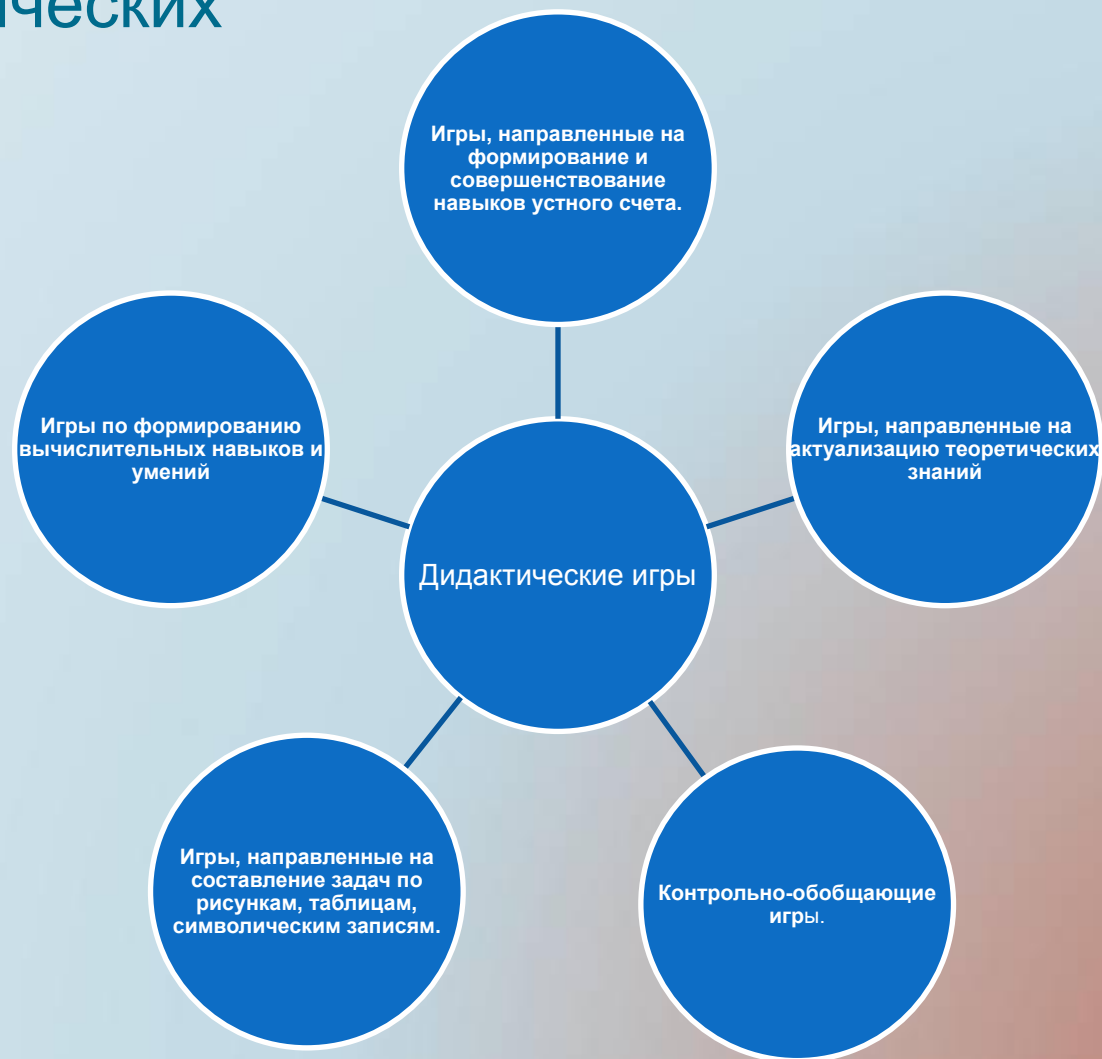 Игры, направленные на
формирование и
совершенствование
навыков устного счета.
Игры по формированию
вычислительных навыков и
умений
Игры, направленные на
актуализацию теоретических
знаний
Дидактические игры
Игры, направленные на
составление задач по
рисункам, таблицам,
символическим записям.
Контрольно-обобщающие
игры.